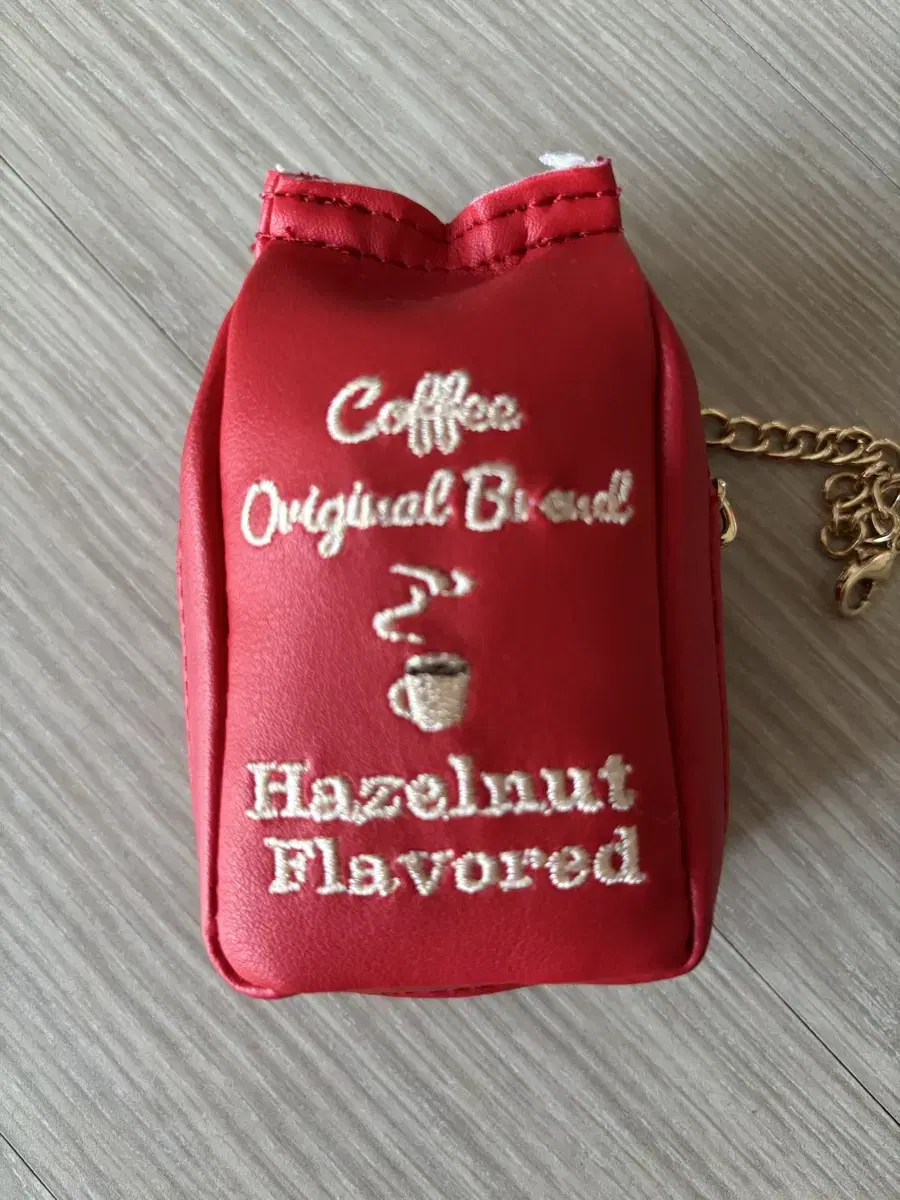 Coffee
Original Brand
Hazelnut
Flavored